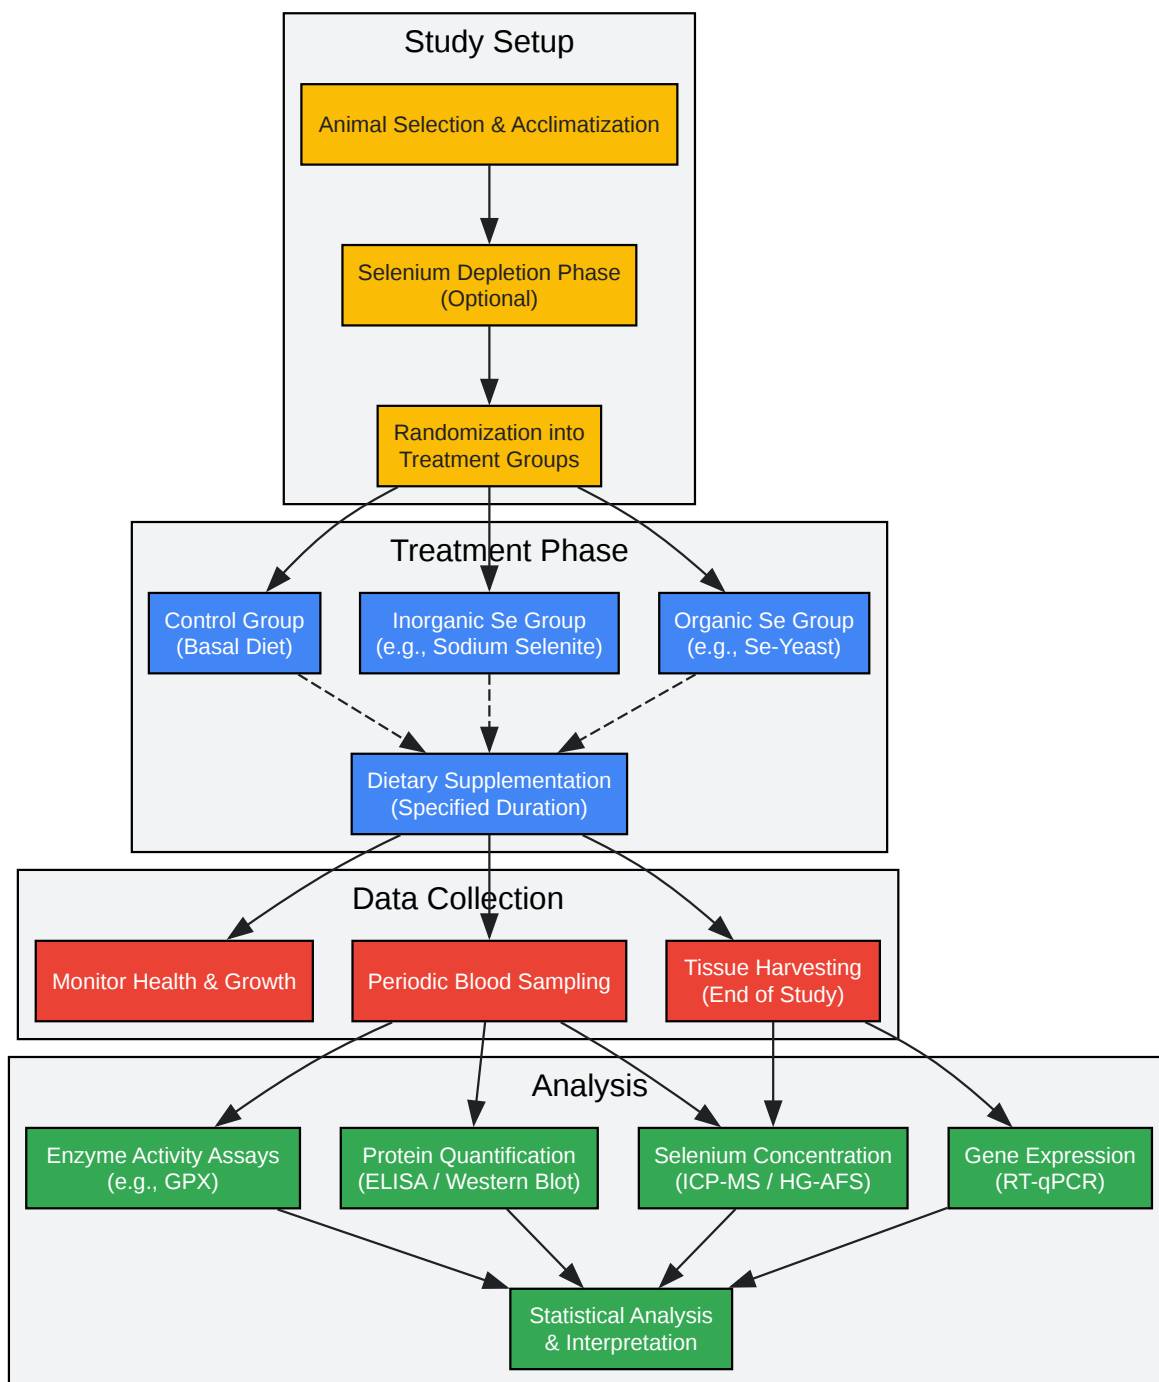 Study Setup
Animal Selection & Acclimatization
Selenium Depletion Phase
(Optional)
Randomization into
Treatment Groups
Treatment Phase
Control Group
(Basal Diet)
Inorganic Se Group
(e.g., Sodium Selenite)
Organic Se Group
(e.g., Se-Yeast)
Dietary Supplementation
(Specified Duration)
Data Collection
Monitor Health & Growth
Periodic Blood Sampling
Tissue Harvesting
(End of Study)
Analysis
Enzyme Activity Assays
(e.g., GPX)
Protein Quantification
(ELISA / Western Blot)
Selenium Concentration
(ICP-MS / HG-AFS)
Gene Expression
(RT-qPCR)
Statistical Analysis
& Interpretation